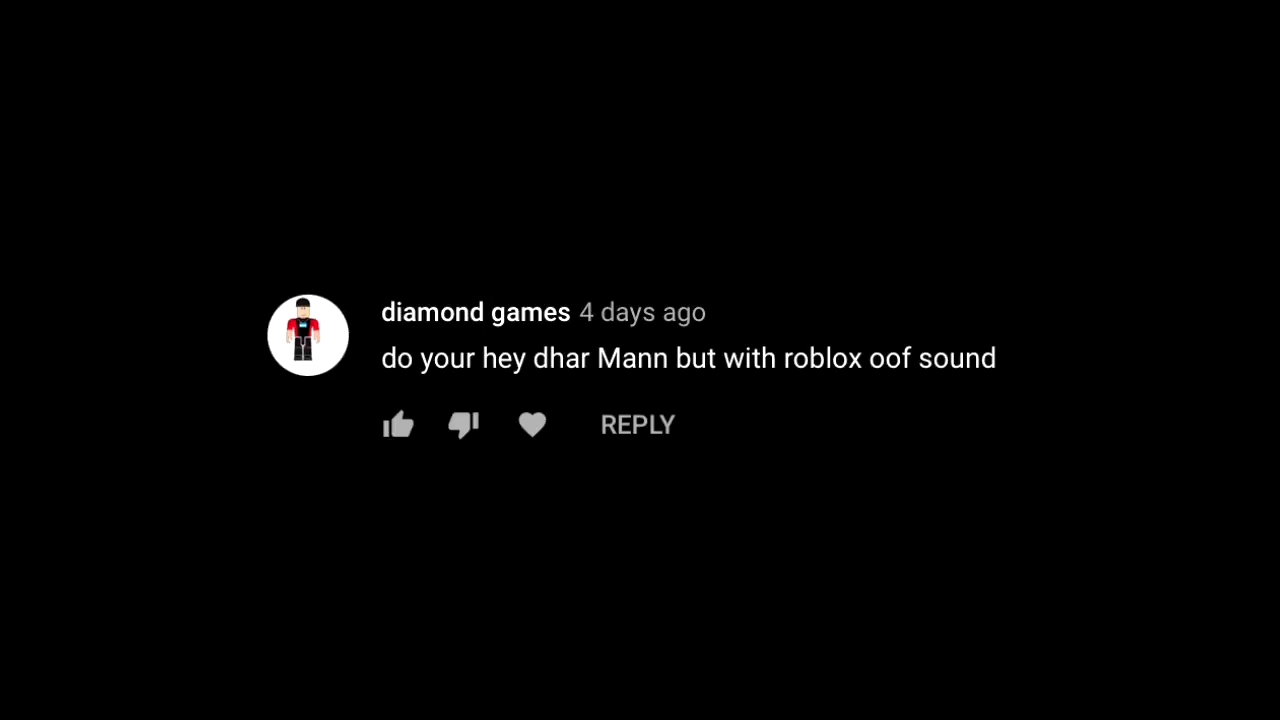 diamond games 4 days ago
do your hey dhar Mann but with roblox oof sound
REPLY